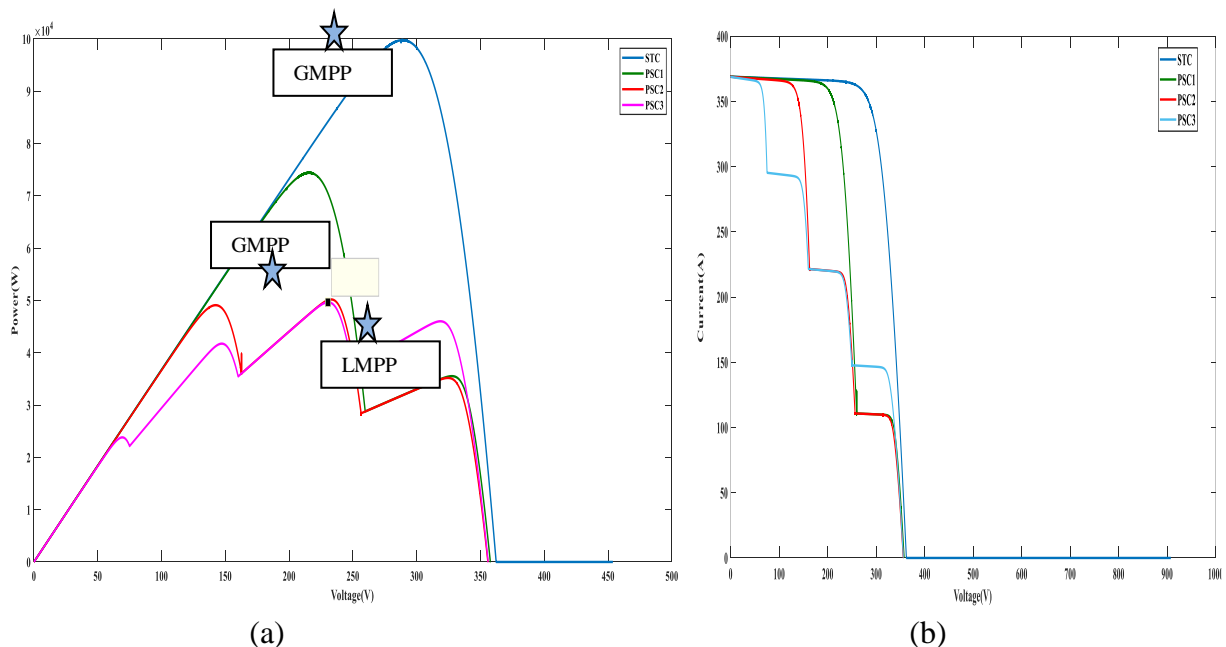 ×10⁴
10
9
8
7
6
5
4
3
2
1
0
Power(W)
0 50 100 150 200 250 300 350 400 450 500
Voltage(V)
STC
PSC1
PSC2
PSC3
GMPP
GMPP
LMPP
(a)
400
350
300
250
200
150
100
50
0
Current(A)
0 100 200 300 400 500 600 700 800 900 1000
Voltage(V)
STC
PSC1
PSC2
PSC3
(b)